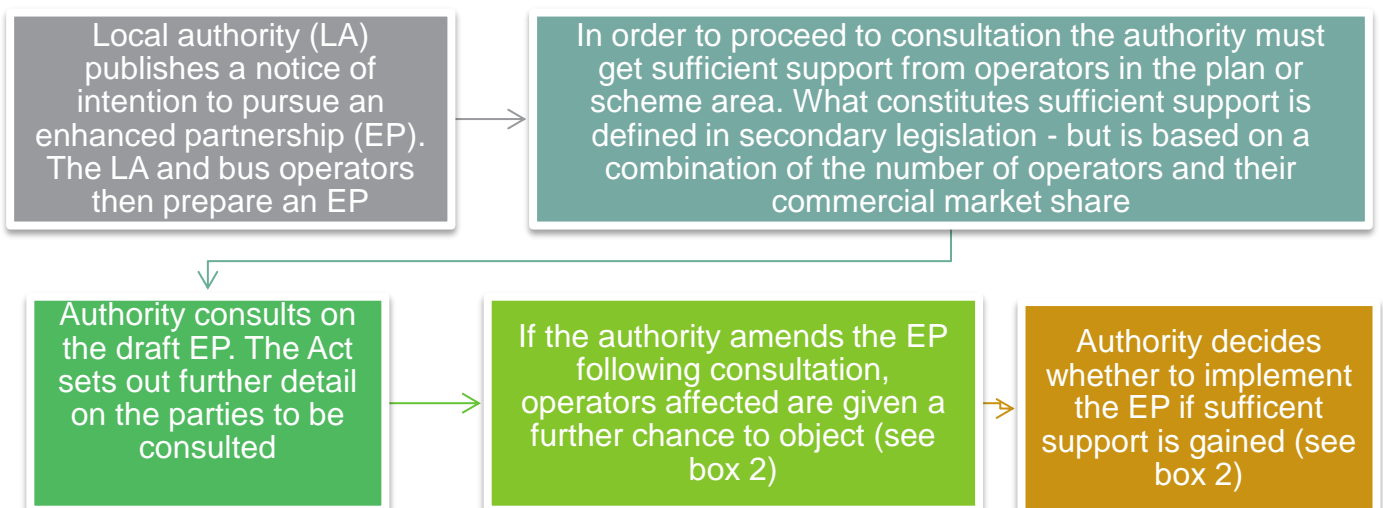 Local authority (LA)
publishes a notice of
intention to pursue an
enhanced partnership (EP).
The LA and bus operators
then prepare an EP
In order to proceed to consultation the authority must
get sufficient support from operators in the plan or
scheme area. What constitutes sufficient support is
defined in secondary legislation - but is based on a
combination of the number of operators and their
commercial market share
Authority consults on
the draft EP. The Act
sets out further detail
on the parties to be
consulted
If the authority amends the EP
following consultation,
operators affected are given a
further chance to object (see
box 2)
Authority decides
whether to implement
the EP if sufficent
support is gained (see
box 2)